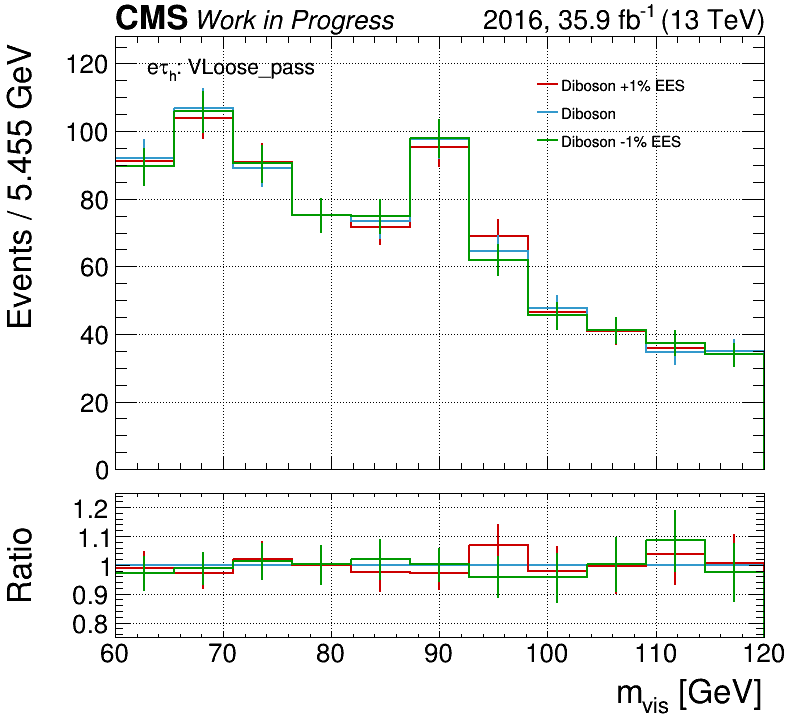 CMS Work in Progress 2016, 35.9 fb⁻¹ (13 TeV)
eτₕ: VLoose_pass
Diboson +1% EES
Diboson
Diboson -1% EES
Events / 5.455 GeV
120
100
80
60
40
20
0
Ratio
1.2
1.1
1
0.9
0.8
60 70 80 90 100 110 120
m_vis [GeV]